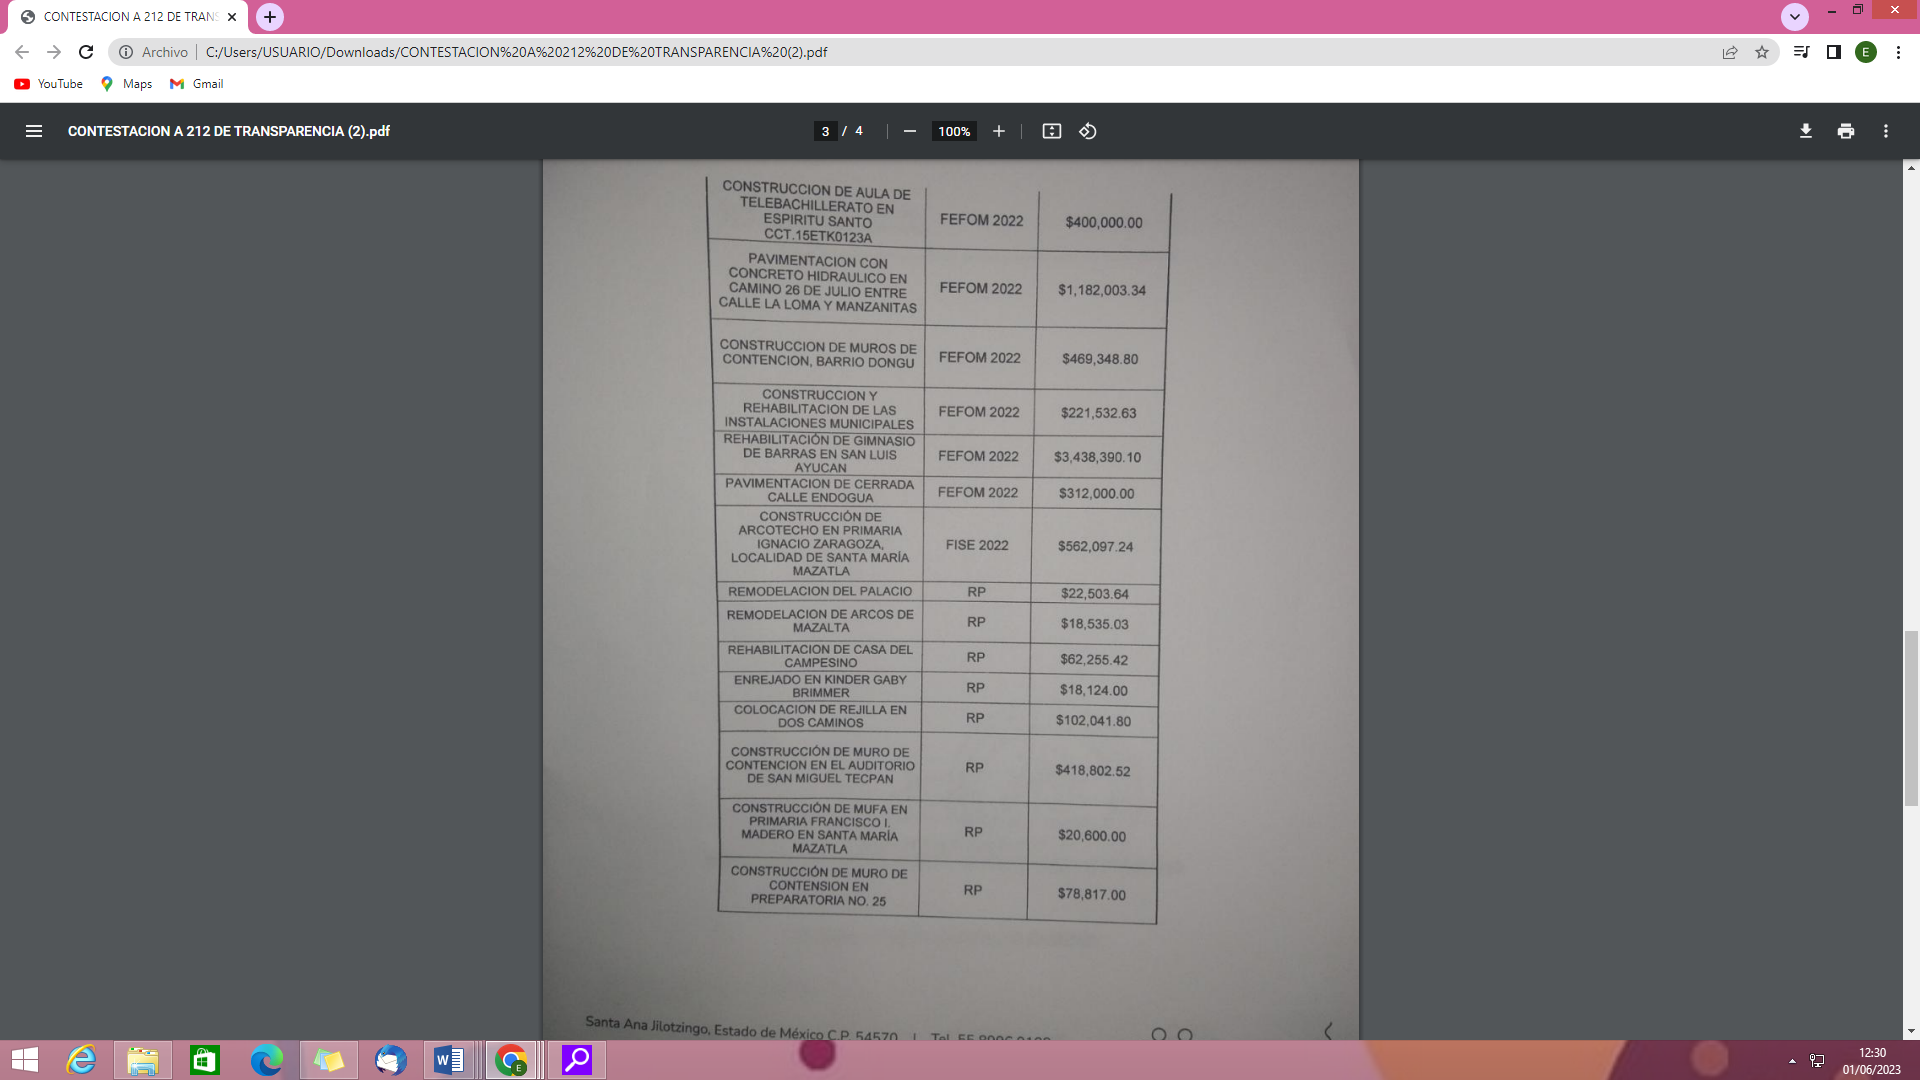 CONTESTACION A 212 DE TRANS
Archivo
C:/Users/USUARIO/Downloads/CONTESTACION%20A%20212%20DE%20TRANSPARENCIA%20(2).pdf
E
YouTube
Maps
Gmail
CONTESTACION A 212 DE TRANSPARENCIA (2).pdf
3 / 4
100%
CONSTRUCCION DE AULA DE
TELEBACHILLERATO EN
ESPIRITU SANTO
CCT.15ETK0123A
FEFOM 2022
$400,000.00
PAVIMENTACION CON
CONCRETO HIDRAULICO EN
CAMINO 26 DE JULIO ENTRE
CALLE LA LOMA Y MANZANITAS
FEFOM 2022
$1,182,003.34
CONSTRUCCION DE MUROS DE
CONTENCION, BARRIO DONGU
FEFOM 2022
$469,348.80
CONSTRUCCION Y
REHABILITACION DE LAS
INSTALACIONES MUNICIPALES
FEFOM 2022
$221,532.63
REHABILITACIÓN DE GIMNASIO
DE BARRAS EN SAN LUIS
AYUCAN
FEFOM 2022
$3,438,390.10
PAVIMENTACION DE CERRADA
CALLE ENDOGUA
FEFOM 2022
$312,000.00
CONSTRUCCIÓN DE
ARCOTECHO EN PRIMARIA
IGNACIO ZARAGOZA,
LOCALIDAD DE SANTA MARÍA
MAZATLA
FISE 2022
$562,097.24
REMODELACION DEL PALACIO
RP
$22,503.64
REMODELACION DE ARCOS DE
MAZALTA
RP
$18,535.03
REHABILITACION DE CASA DEL
CAMPESINO
RP
$62,255.42
ENREJADO EN KINDER GABY
BRIMMER
RP
$18,124.00
COLOCACION DE REJILLA EN
DOS CAMINOS
RP
$102,041.80
CONSTRUCCIÓN DE MURO DE
CONTENCION EN EL AUDITORIO
DE SAN MIGUEL TECPAN
RP
$418,802.52
CONSTRUCCIÓN DE MUFA EN
PRIMARIA FRANCISCO I.
MADERO EN SANTA MARÍA
MAZATLA
RP
$20,600.00
CONSTRUCCIÓN DE MURO DE
CONTENSION EN
PREPARATORIA NO. 25
RP
$78,817.00
Santa Ana Jilotzingo, Estado de México C.P. 54570 | Tel. 55
E
12:30
01/06/2023